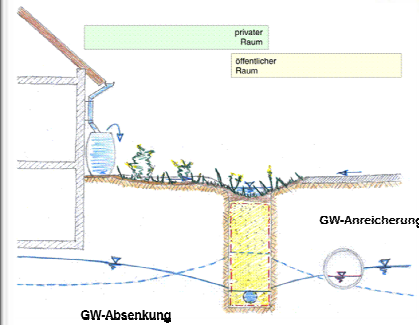 privater
Raum
öffentlicher
Raum
GW-Anreicherung
GW-Absenkung